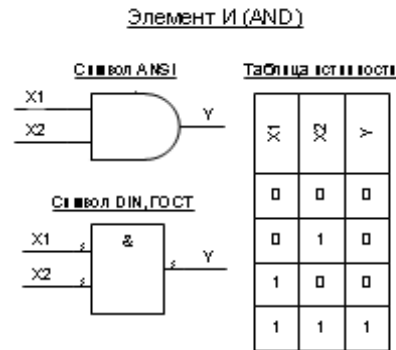 Элемент И (AND)
Символ ANSI
X1
X2
Y
Символ DIN, ГОСТ
X1
X2
&
Y
Таблица истинности
X1 X2 Y
0 0 0
0 1 0
1 0 0
1 1 1